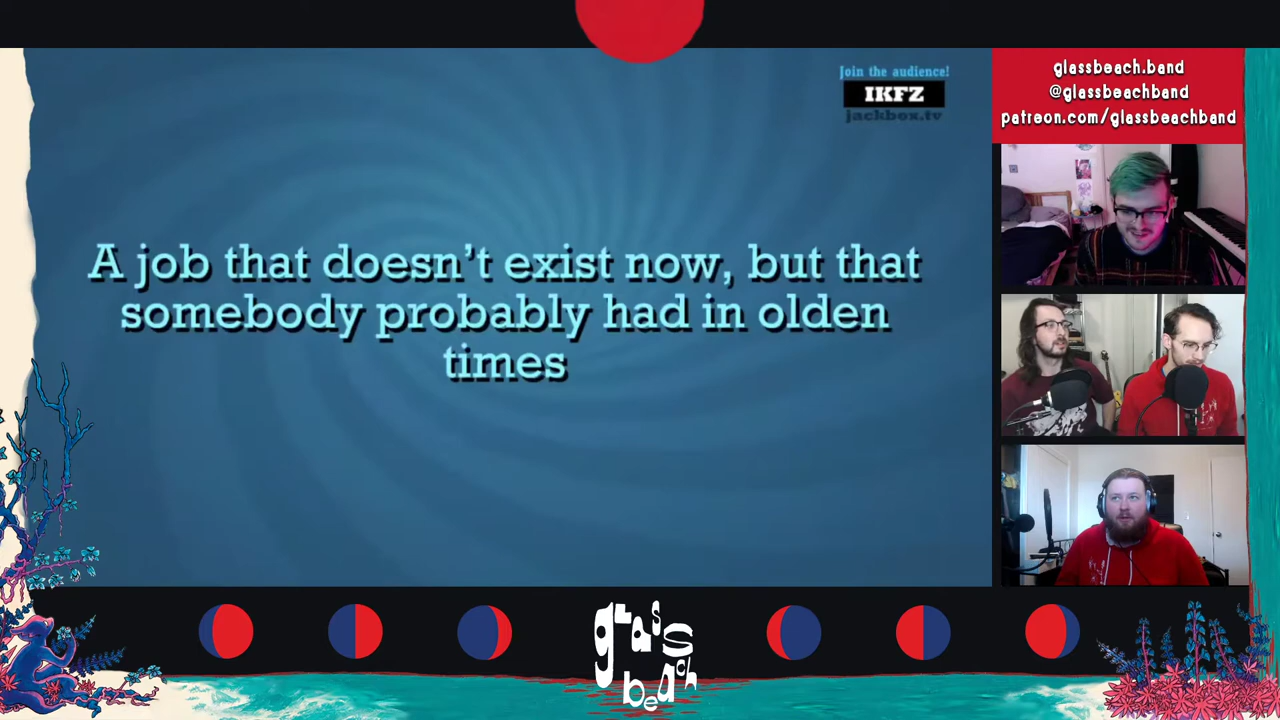 Join the audience!
IKFZ
jackbox.tv
glassbeach.band
@glassbeachband
patreon.com/glassbeachband
A job that doesn't exist now, but that
somebody probably had in olden
times
glass
beach